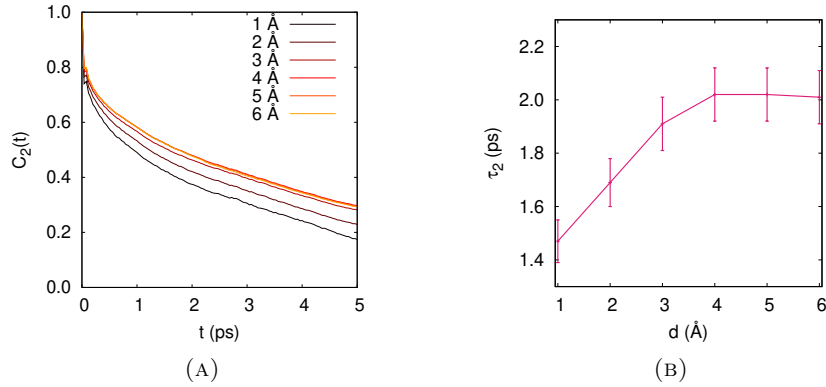 1.0
0.8
0.6
0.4
0.2
0.0
C₂(t)
1 Å
2 Å
3 Å
4 Å
5 Å
6 Å
0 1 2 3 4 5
t (ps)
(A)
2.2
2.0
1.8
1.6
1.4
τ₂ (ps)
1 2 3 4 5 6
d (Å)
(B)